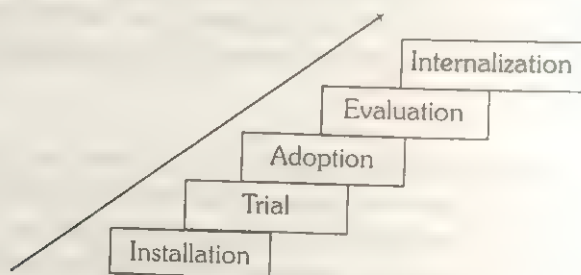 Internalization
Evaluation
Adoption
Trial
Installation